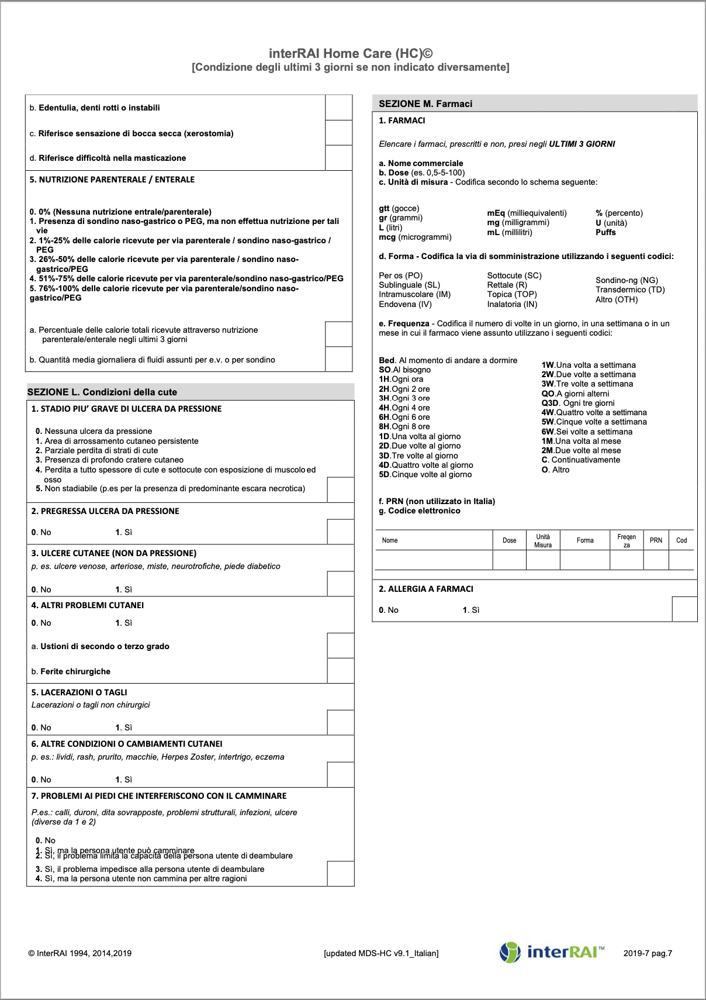 interRAI Home Care (HC)©
[Condizione degli ultimi 3 giorni se non indicato diversamente]
b. Edentulia, denti rotti o instabili
c. Riferisce sensazione di bocca secca (xerostomia)
d. Riferisce difficoltà nella masticazione
5. NUTRIZIONE PARENTERALE / ENTERALE
0. 0% (Nessuna nutrizione entrale/parenterale)
1. Presenza di sondino naso-gastrico o PEG, ma non effettua nutrizione per tali
vie
2. 1%-25% delle calorie ricevute per via parenterale / sondino naso-gastrico /
PEG
3. 26%-50% delle calorie ricevute per via parenterale / sondino naso-
gastrico/PEG
4. 51%-75% delle calorie ricevute per via parenterale/sondino naso-gastrico/PEG
5. 76%-100% delle calorie ricevute per via parenterale/sondino naso-
gastrico/PEG
a. Percentuale delle calorie totali ricevute attraverso nutrizione
parenterale/enterale negli ultimi 3 giorni
b. Quantità media giornaliera di fluidi assunti per e.v. o per sondino
SEZIONE L. Condizioni della cute
1. STADIO PIU’ GRAVE DI ULCERA DA PRESSIONE
0. Nessuna ulcera da pressione
1. Area di arrossamento cutaneo persistente
2. Parziale perdita di strati di cute
3. Presenza di profondo cratere cutaneo
4. Perdita a tutto spessore di cute e sottocute con esposizione di muscolo ed
osso
5. Non stadiabile (p.es per la presenza di predominante escara necrotica)
2. PREGRESSA ULCERA DA PRESSIONE
0. No 1. Sì
3. ULCERE CUTANEE (NON DA PRESSIONE)
p. es. ulcere venose, arteriose, miste, neurotrofiche, piede diabetico
0. No 1. Sì
4. ALTRI PROBLEMI CUTANEI
0. No 1. Sì
a. Ustioni di secondo o terzo grado
b. Ferite chirurgiche
5. LACERAZIONI O TAGLI
Lacerazioni o tagli non chirurgici
0. No 1. Sì
6. ALTRE CONDIZIONI O CAMBIAMENTI CUTANEI
p. es.: lividi, rash, prurito, macchie, Herpes Zoster, intertrigo, eczema
0. No 1. Sì
7. PROBLEMI AI PIEDI CHE INTERFERISCONO CON IL CAMMINARE
P.es.: calli, duroni, dita sovrapposte, problemi strutturali, infezioni, ulcere
(diverse da 1 e 2)
0. No
1. Sì, ma la persona utente può camminare
2. Sì, il problema limita la capacità della persona utente di deambulare
3. Sì, il problema impedisce alla persona utente di deambulare
4. Sì, ma la persona utente non cammina per altre ragioni
SEZIONE M. Farmaci
1. FARMACI
Elencare i farmaci, prescritti e non, presi negli ULTIMI 3 GIORNI
a. Nome commerciale
b. Dose (es. 0,5-5-100)
c. Unità di misura - Codifica secondo lo schema seguente:
gtt (gocce)
gr (grammi)
L (litri)
mcg (microgrammi)
mEq (milliequivalenti)
mg (milligrammi)
mL (millilitri)
% (percento)
U (unità)
Puffs
d. Forma - Codifica la via di somministrazione utilizzando i seguenti codici:
Per os (PO)
Sublinguale (SL)
Intramuscolare (IM)
Endovena (IV)
Sottocute (SC)
Rettale (R)
Topica (TOP)
Inalatoria (IN)
Sondino-ng (NG)
Transdermico (TD)
Altro (OTH)
e. Frequenza - Codifica il numero di volte in un giorno, in una settimana o in un
mese in cui il farmaco viene assunto utilizzano i seguenti codici:
Bed. Al momento di andare a dormire
SO.Al bisogno
1H.Ogni ora
2H.Ogni 2 ore
3H.Ogni 3 ore
4H.Ogni 4 ore
6H.Ogni 6 ore
8H.Ogni 8 ore
1D.Una volta al giorno
2D.Due volte al giorno
3D.Tre volte al giorno
4D.Quattro volte al giorno
5D.Cinque volte al giorno
1W.Una volta a settimana
2W.Due volte a settimana
3W.Tre volte a settimana
QO.A giorni alterni
Q3D. Ogni tre giorni
4W.Quattro volte a settimana
5W.Cinque volte a settimana
6W.Sei volte a settimana
1M.Una volta al mese
2M.Due volte al mese
C. Continuativamente
O. Altro
f. PRN (non utilizzato in Italia)
g. Codice elettronico
Nome Dose Unità Misura Forma Freqen za PRN Cod
2. ALLERGIA A FARMACI
0. No 1. Sì
© InterRAI 1994, 2014,2019 [updated MDS-HC v9.1_Italian] interRAI™ 2019-7 pag.7